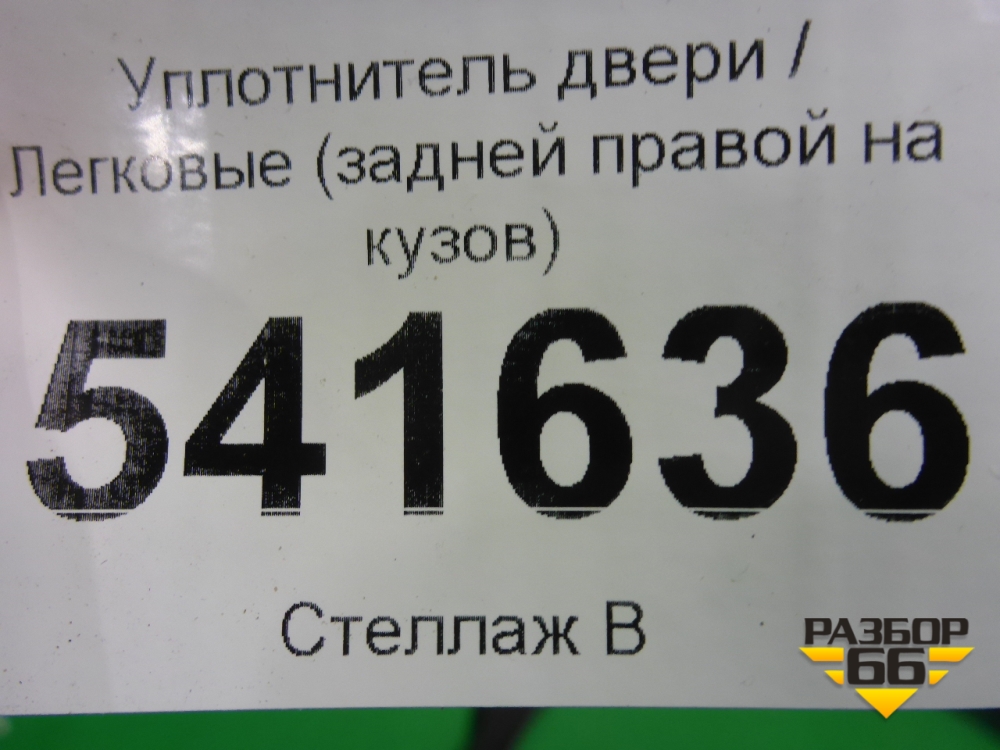 Уплотнитель двери /
Легковые (задней правой на
кузов)
541636
Стеллаж В
РАЗБОР
66